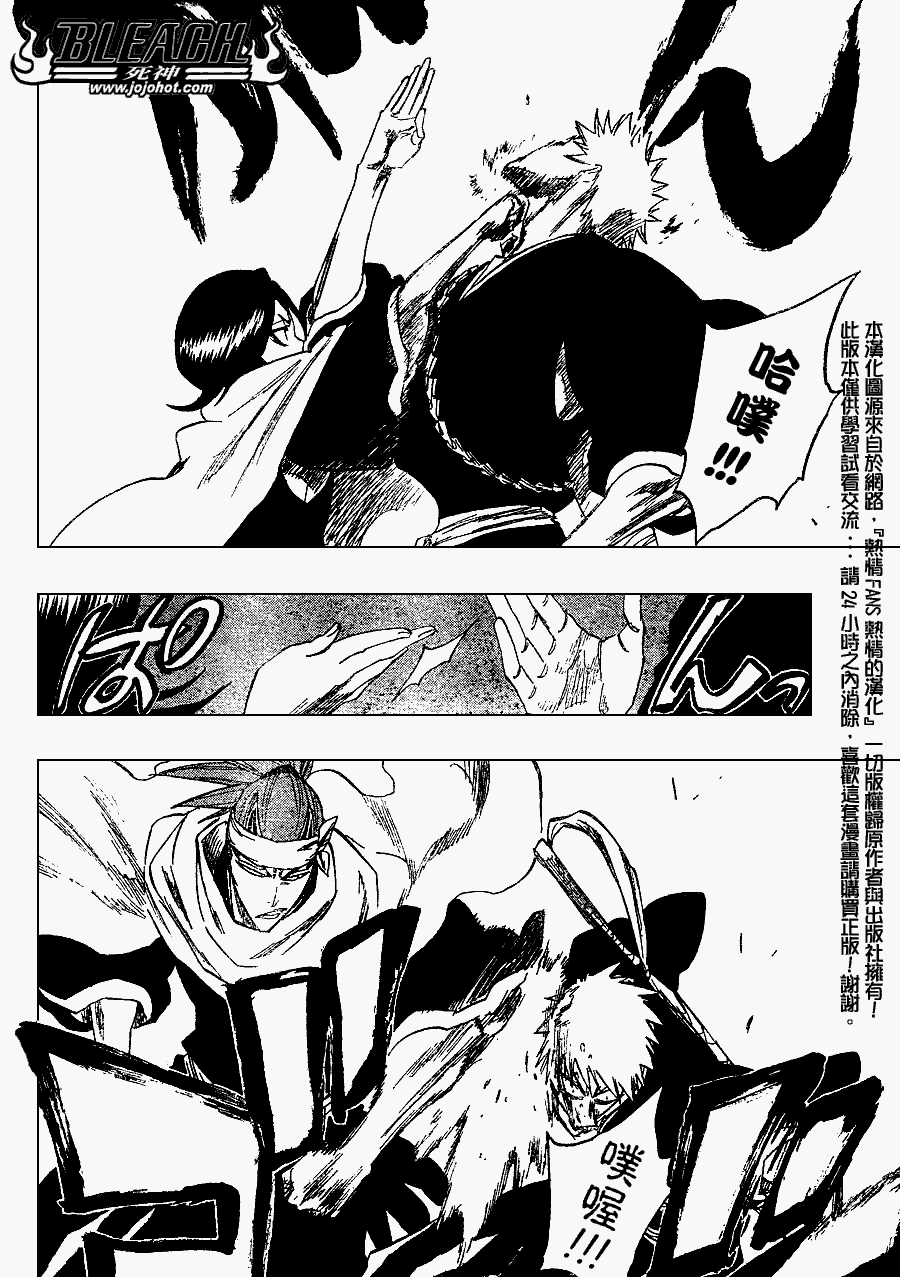 BLEACH
死神
www.jojohot.com
哈噗!!!
本漢化圖源來自於網路,『熱情FANS熱情的漢化』一切版權歸原作者與出版社擁有!
此版本僅供學習試看交流...請24小時之內消除,喜歡這套漫畫請購買正版!謝謝。
ぱんっ
噗喔!!!